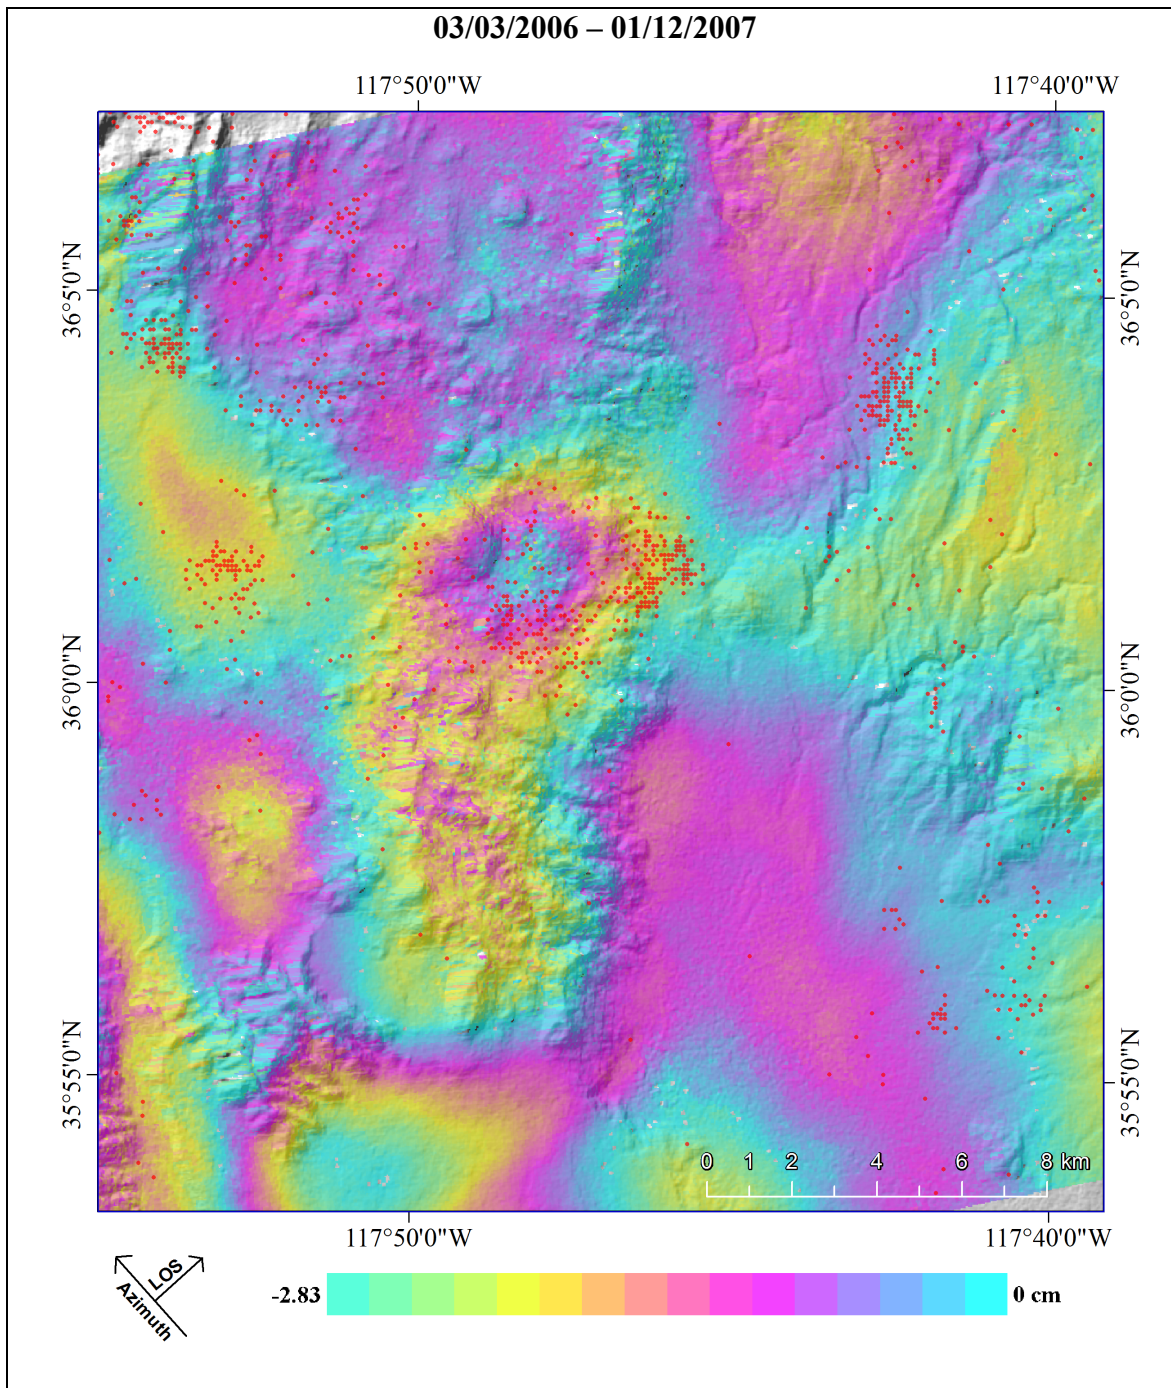 03/03/2006 – 01/12/2007
117°50'0"W 117°40'0"W
36°5'0"N 36°5'0"N
36°0'0"N 36°0'0"N
35°55'0"N 35°55'0"N
0 1 2 4 6 8 km
117°50'0"W 117°40'0"W
LOS
Azimuth
-2.83 0 cm